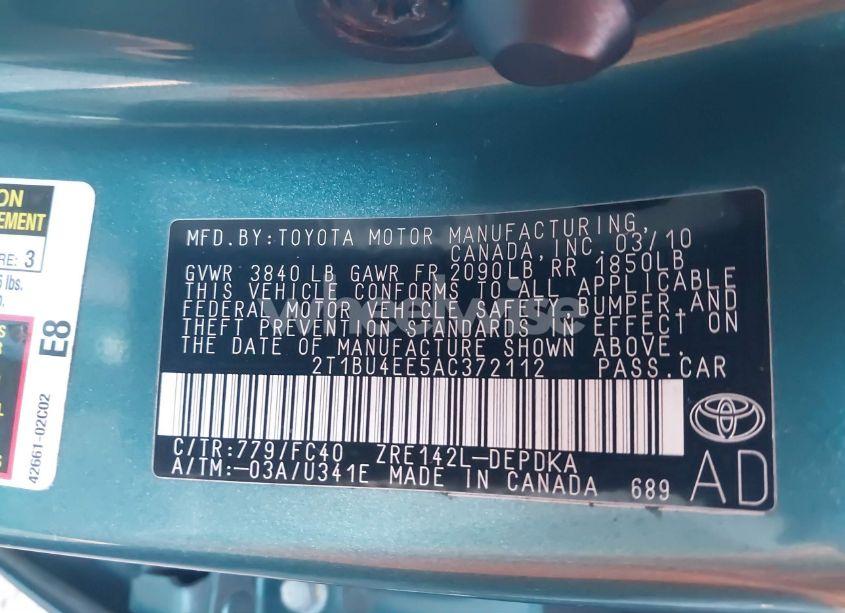 ON
EMENT
RE: 3
lbs.
E8
42661-02C02
MFD.BY:TOYOTA MOTOR MANUFACTURING,
CANADA, INC. 03/10
GVWR 3840 LB GAWR FR 2090LB RR 1850LB
THIS VEHICLE CONFORMS TO ALL APPLICABLE
FEDERAL MOTOR VEHICLE SAFETY, BUMPER, AND
THEFT PREVENTION STANDARDS IN EFFECT ON
THE DATE OF MANUFACTURE SHOWN ABOVE.
2T1BU4EE5AC372112 PASS.CAR
C/TR:779/FC40 ZRE142L-DEPDKA
A/TM:-03A/U341E MADE IN CANADA 689
AD